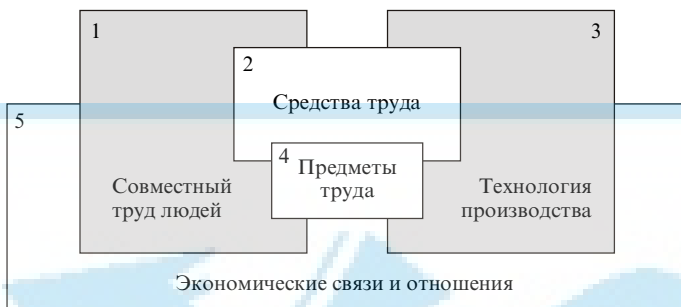 1
3
2
Средства труда
5
4
Предметы
труда
Совместный
труд людей
Технология
производства
Экономические связи и отношения